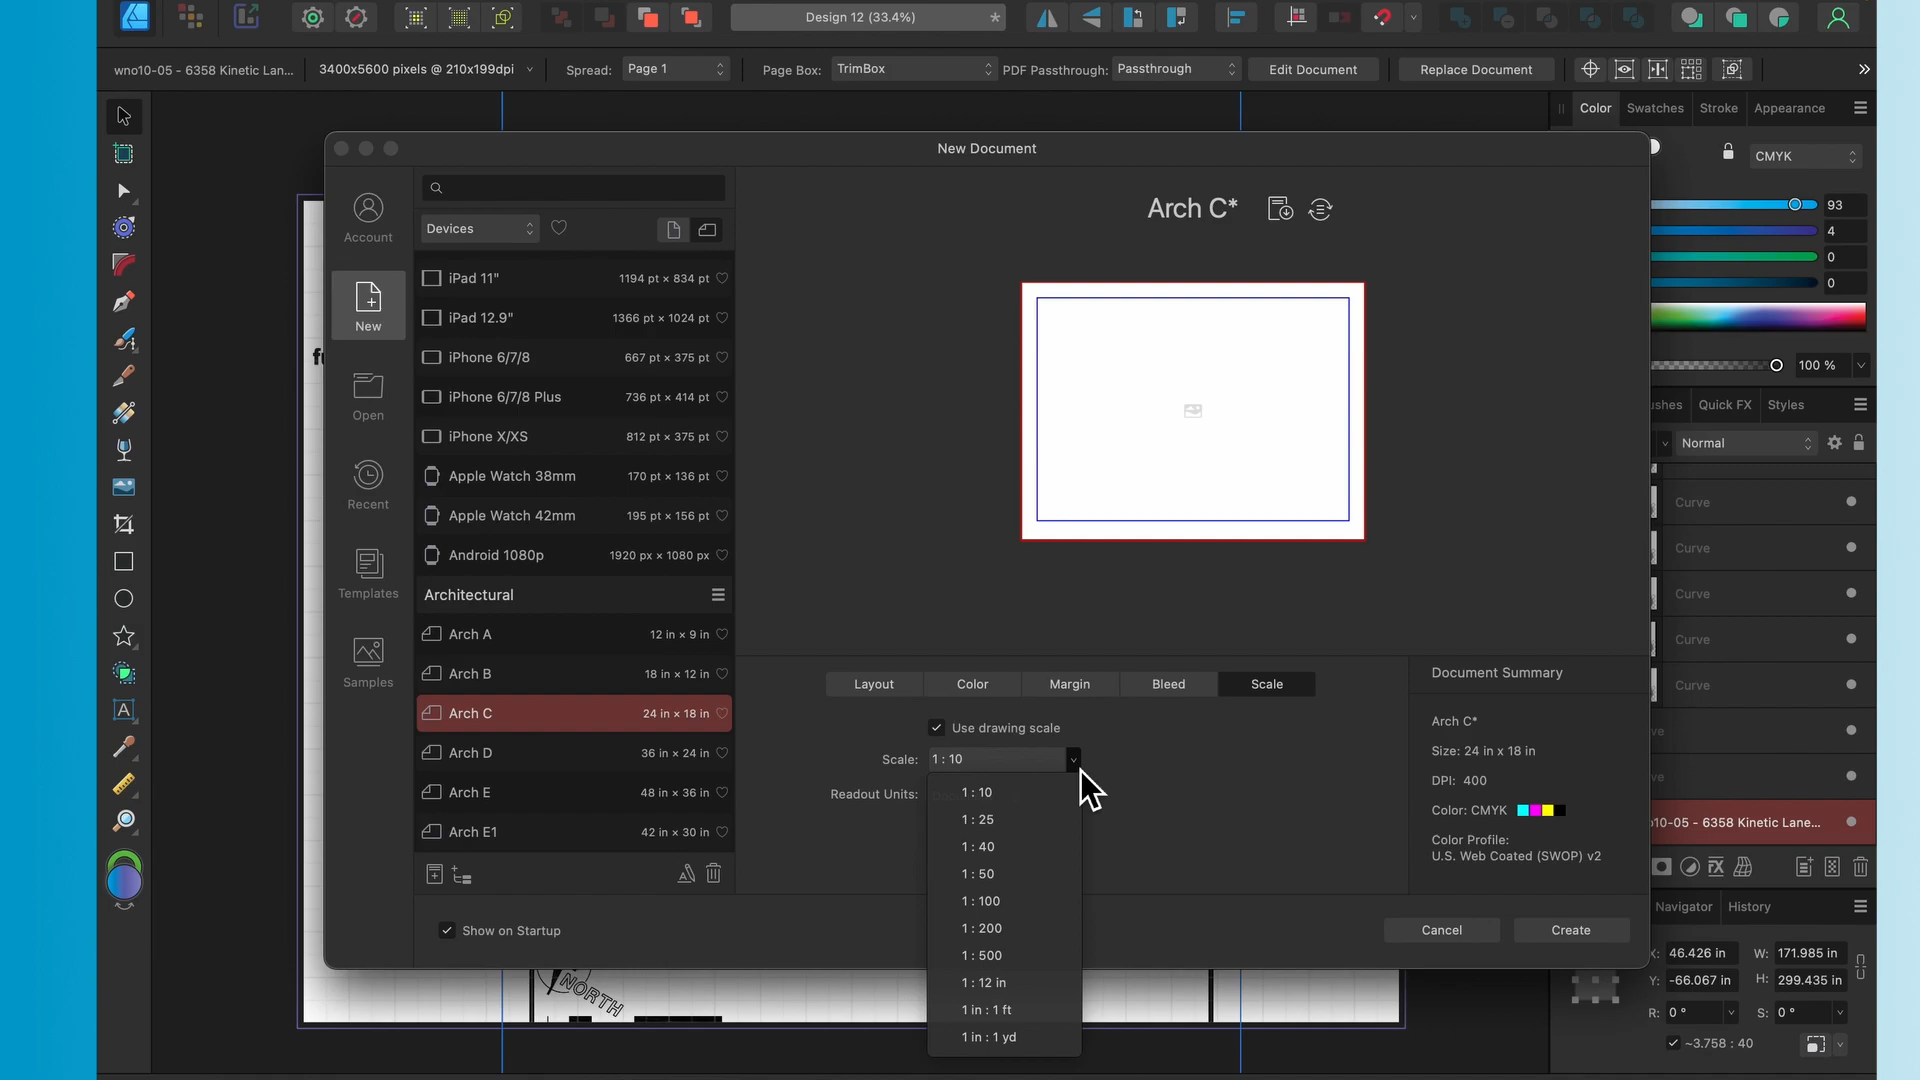 Design 12 (33.4%)
*
wno10-05 - 6358 Kinetic Lan...
3400x5600 pixels @ 210x199dpi
Spread:
Page 1
Page Box:
TrimBox
PDF Passthrough:
Passthrough
Edit Document
Replace Document
Color
Swatches
Stroke
Appearance
CMYK
93
4
0
0
100 %
ushes
Quick FX
Styles
Normal
Curve
Curve
Curve
Curve
Curve
ve
ve
o10-05 - 6358 Kinetic Lane...
Navigator
History
X:
46.426 in
W:
171.985 in
Y:
-66.067 in
H:
299.435 in
R:
0 °
S:
0 °
~3.758 : 40
New Document
Account
New
Open
Recent
Templates
Samples
Devices
iPad 11"
1194 pt × 834 pt
iPad 12.9"
1366 pt × 1024 pt
iPhone 6/7/8
667 pt × 375 pt
iPhone 6/7/8 Plus
736 pt × 414 pt
iPhone X/XS
812 pt × 375 pt
Apple Watch 38mm
170 pt × 136 pt
Apple Watch 42mm
195 pt × 156 pt
Android 1080p
1920 px × 1080 px
Architectural
Arch A
12 in × 9 in
Arch B
18 in × 12 in
Arch C
24 in × 18 in
Arch D
36 in × 24 in
Arch E
48 in × 36 in
Arch E1
42 in × 30 in
Show on Startup
Arch C*
Layout
Color
Margin
Bleed
Scale
Use drawing scale
Scale:
1 : 10
Readout Units:
1 : 10
1 : 25
1 : 40
1 : 50
1 : 100
1 : 200
1 : 500
1 : 12 in
1 in : 1 ft
1 in : 1 yd
Document Summary
Arch C*
Size: 24 in x 18 in
DPI: 400
Color: CMYK
Color Profile:
U.S. Web Coated (SWOP) v2
Cancel
Create
NORTH